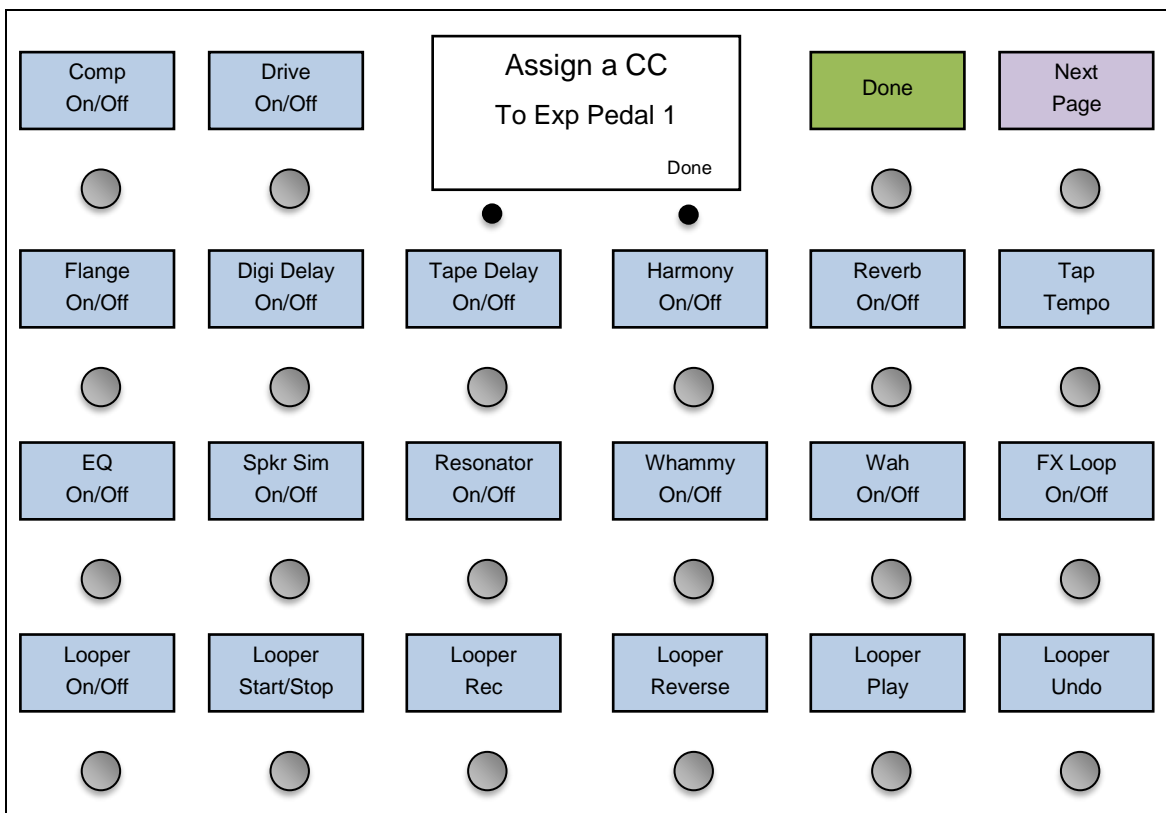 Comp
On/Off
Drive
On/Off
Assign a CC
To Exp Pedal 1
Done
Done
Next
Page
Flange
On/Off
Digi Delay
On/Off
Tape Delay
On/Off
Harmony
On/Off
Reverb
On/Off
Tap
Tempo
EQ
On/Off
Spkr Sim
On/Off
Resonator
On/Off
Whammy
On/Off
Wah
On/Off
FX Loop
On/Off
Looper
On/Off
Looper
Start/Stop
Looper
Rec
Looper
Reverse
Looper
Play
Looper
Undo